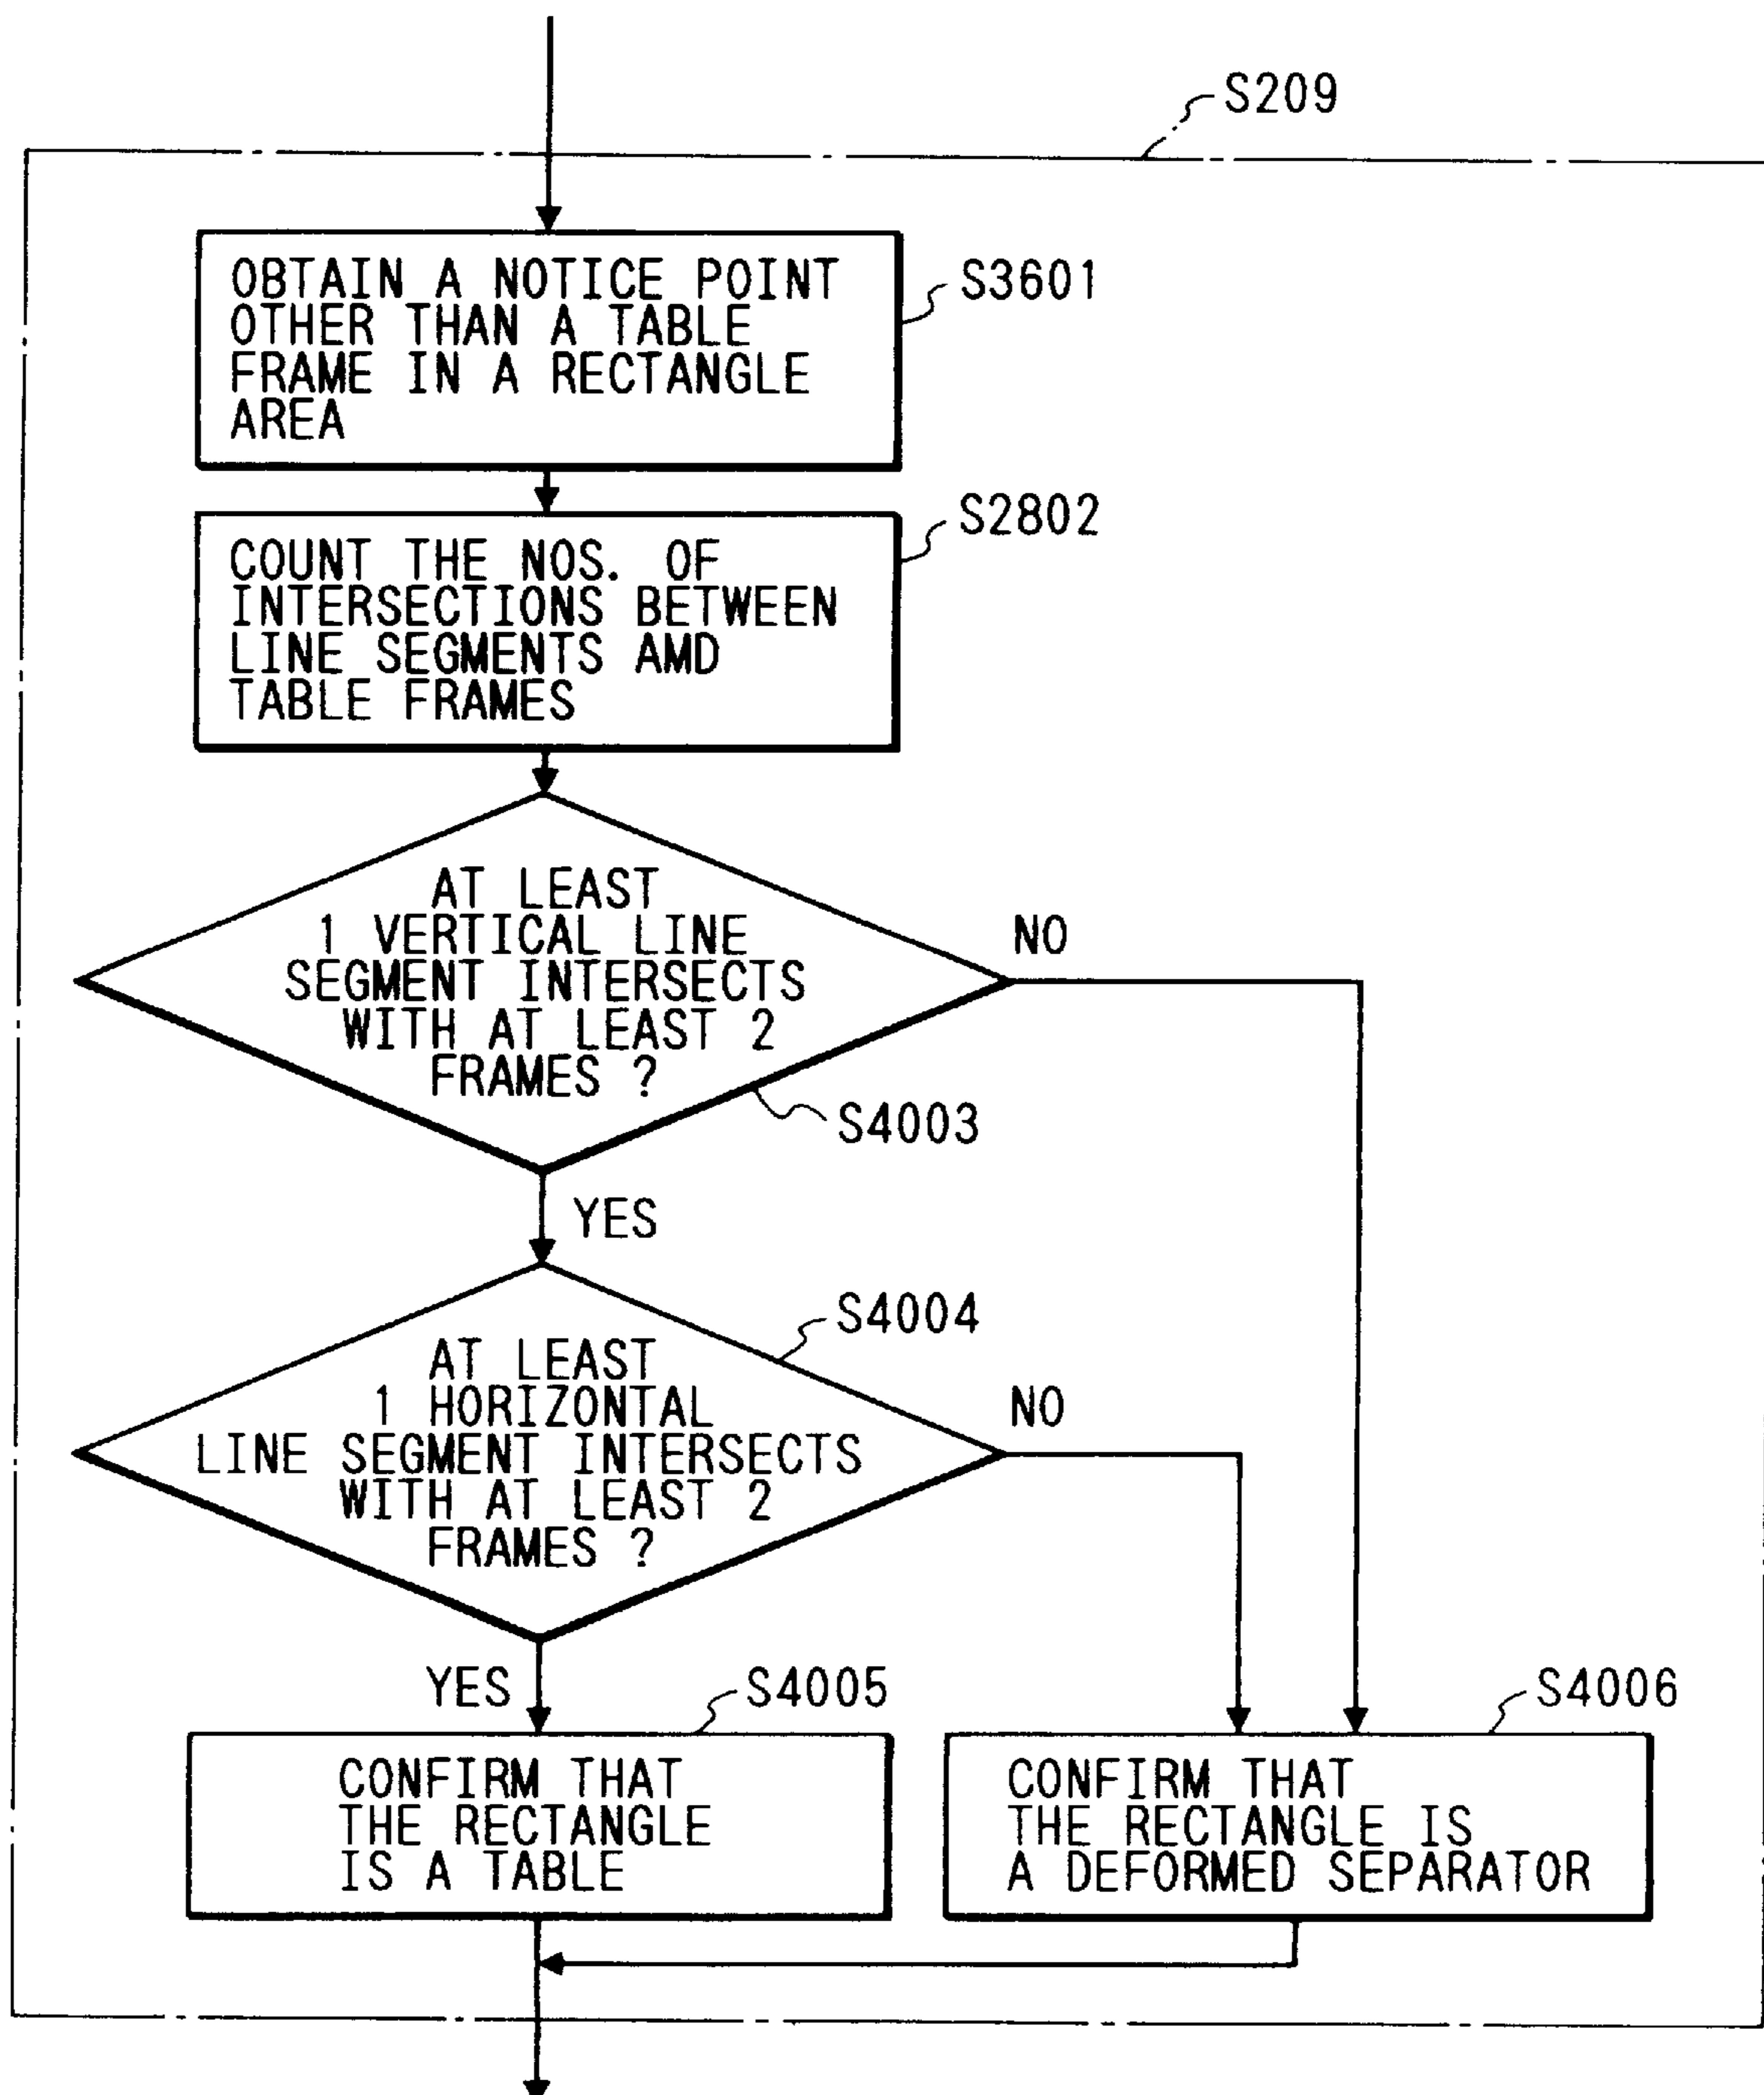 S209
OBTAIN A NOTICE POINT
OTHER THAN A TABLE
FRAME IN A RECTANGLE
AREA
S3601
COUNT THE NOS. OF
INTERSECTIONS BETWEEN
LINE SEGMENTS AMD
TABLE FRAMES
S2802
AT LEAST
1 VERTICAL LINE
SEGMENT INTERSECTS
WITH AT LEAST 2
FRAMES ?
NO
S4003
YES
S4004
AT LEAST
1 HORIZONTAL
LINE SEGMENT INTERSECTS
WITH AT LEAST 2
FRAMES ?
NO
YES
S4005
S4006
CONFIRM THAT
THE RECTANGLE
IS A TABLE
CONFIRM THAT
THE RECTANGLE IS
A DEFORMED SEPARATOR